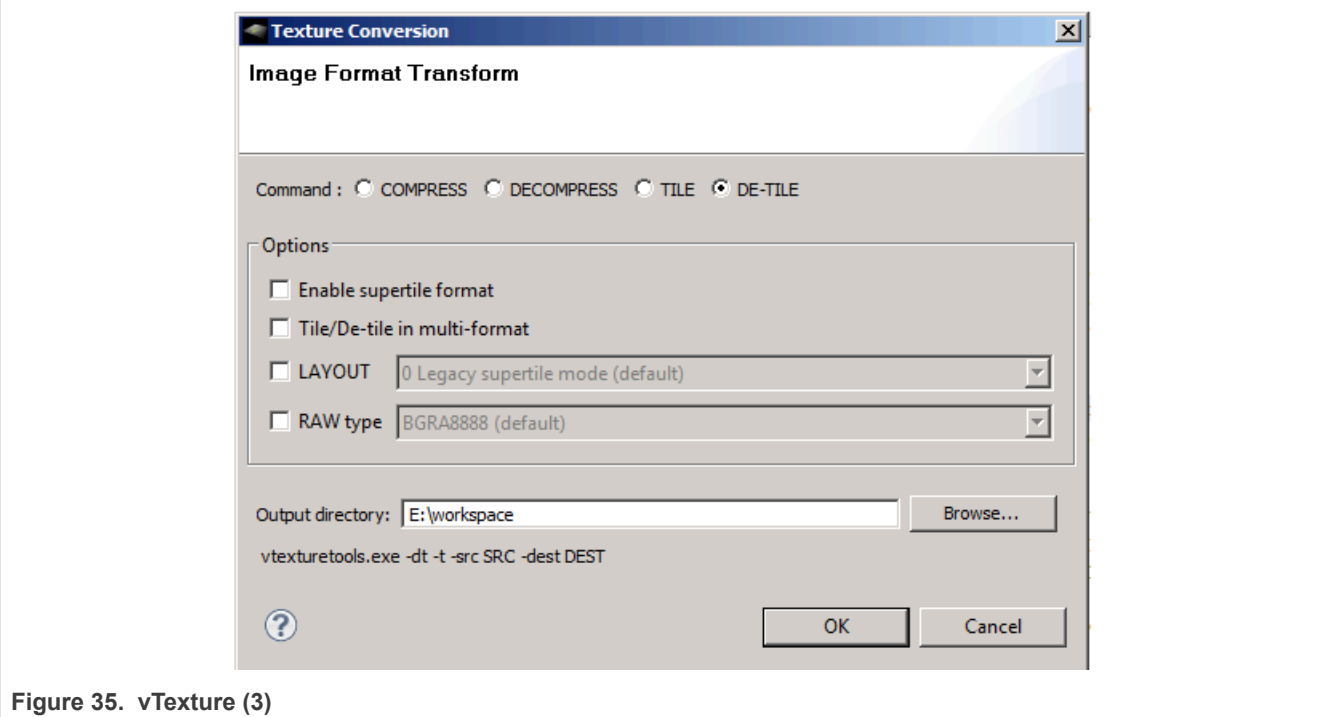 Texture Conversion
Image Format Transform
Command : COMPRESS DECOMPRESS TILE DE-TILE
Options
Enable supertile format
Tile/De-tile in multi-format
LAYOUT 0 Legacy supertile mode (default)
RAW type BGRA8888 (default)
Output directory: E:\workspace Browse...
vtexturetools.exe -dt -t -src SRC -dest DEST
? OK Cancel
Figure 35. vTexture (3)